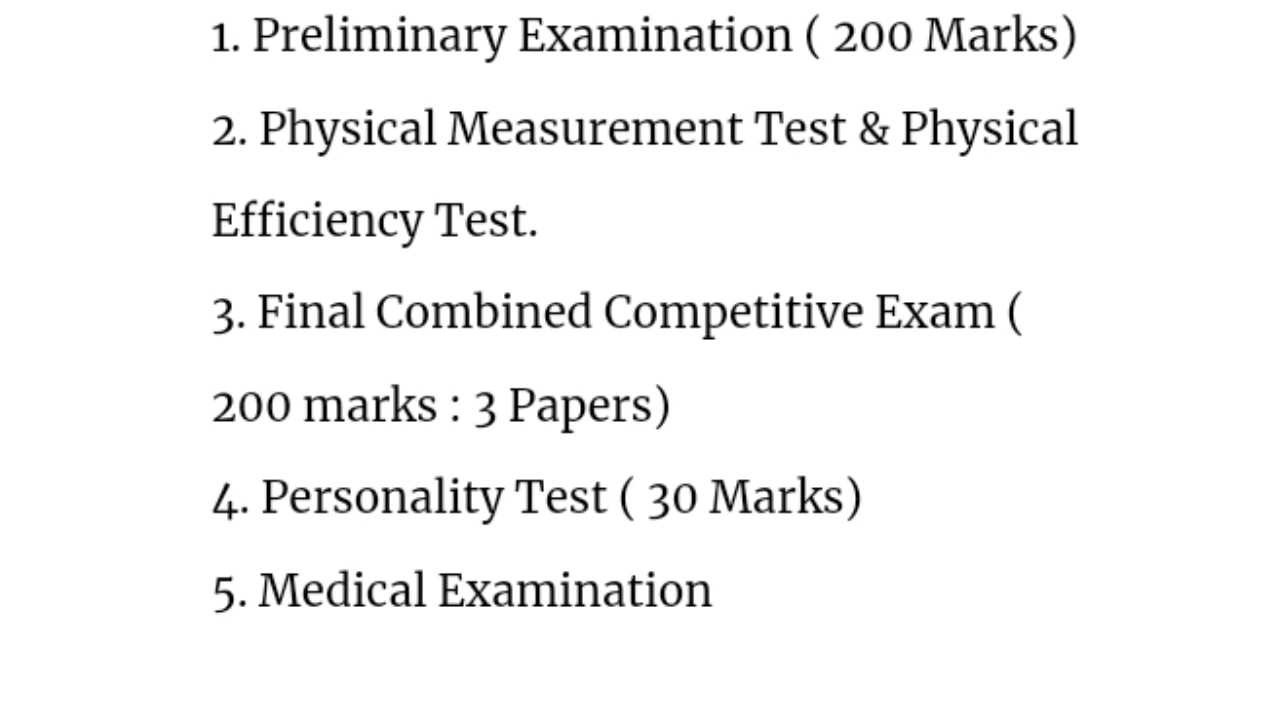 1. Preliminary Examination ( 200 Marks)
2. Physical Measurement Test & Physical
Efficiency Test.
3. Final Combined Competitive Exam (
200 marks : 3 Papers)
4. Personality Test ( 30 Marks)
5. Medical Examination